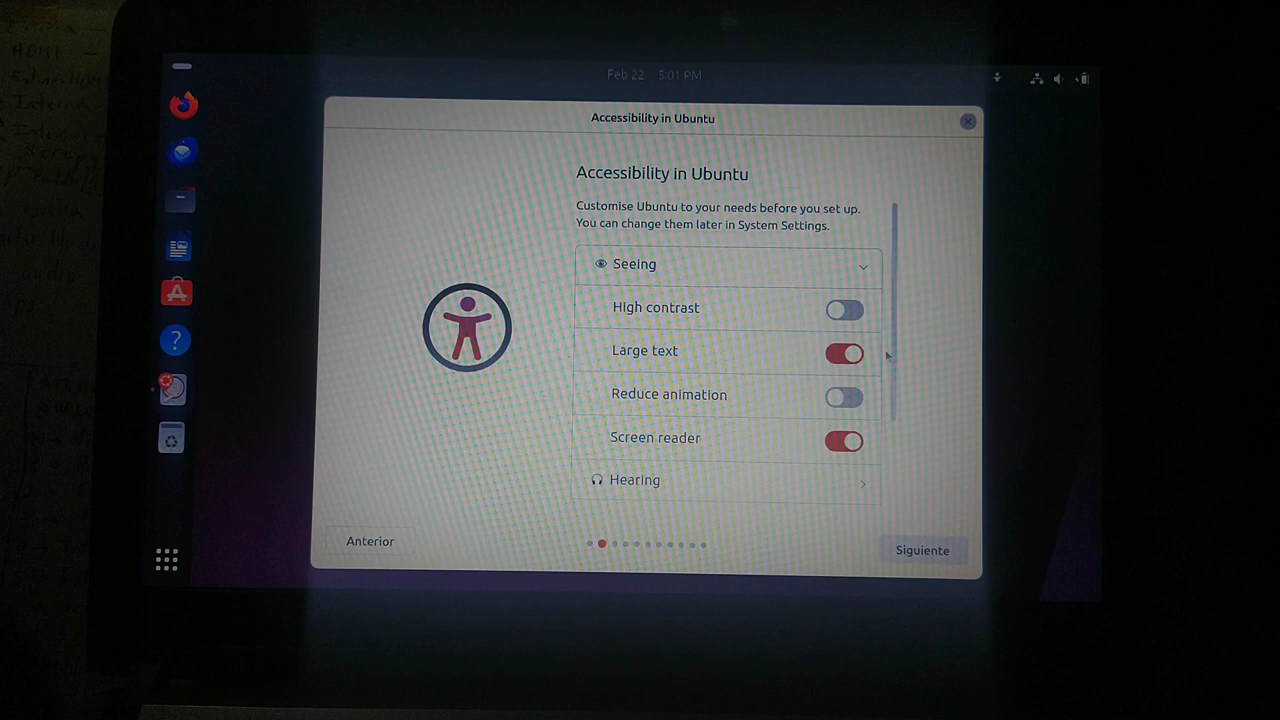 Feb 22 5:01 PM
Accessibility in Ubuntu
Accessibility in Ubuntu
Customise Ubuntu to your needs before you set up.
You can change them later in System Settings.
Seeing
High contrast
Large text
Reduce animation
Screen reader
Hearing
Anterior
Siguiente